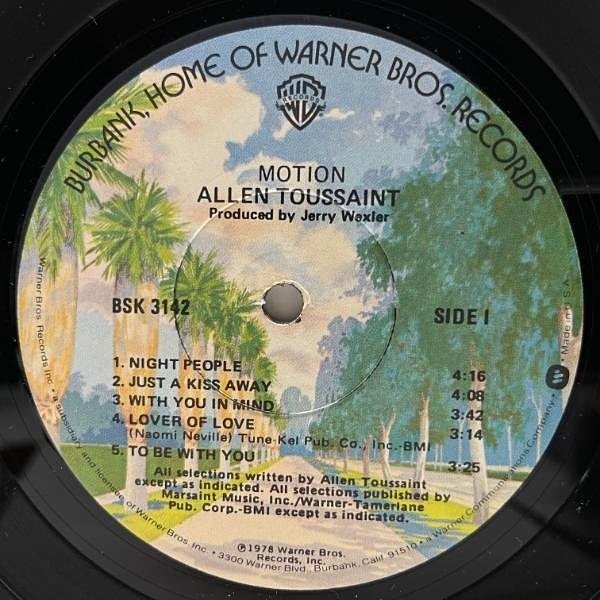 BURBANK, HOME OF WARNER BROS. RECORDS
WB
RECORDS
MOTION
ALLEN TOUSSAINT
Produced by Jerry Wexler
BSK 3142
SIDE I
1. NIGHT PEOPLE 4:16
2. JUST A KISS AWAY 4:08
3. WITH YOU IN MIND 3:42
4. LOVER OF LOVE 3:14
(Naomi Neville) Tune-Kel Pub. Co., Inc.-BMI
5. TO BE WITH YOU 3:25
All selections written by Allen Toussaint
except as indicated. All selections published by
Marsaint Music, Inc./Warner-Tamerlane
Pub. Corp.-BMI except as indicated.
℗©1978 Warner Bros.
Records, Inc.
Warner Bros. Records Inc. • a subsidiary and licensee of Warner Bros. Inc. • 3300 Warner Blvd., Burbank, Calif. 91510 • a Warner Communications Company • Made in U.S.A.